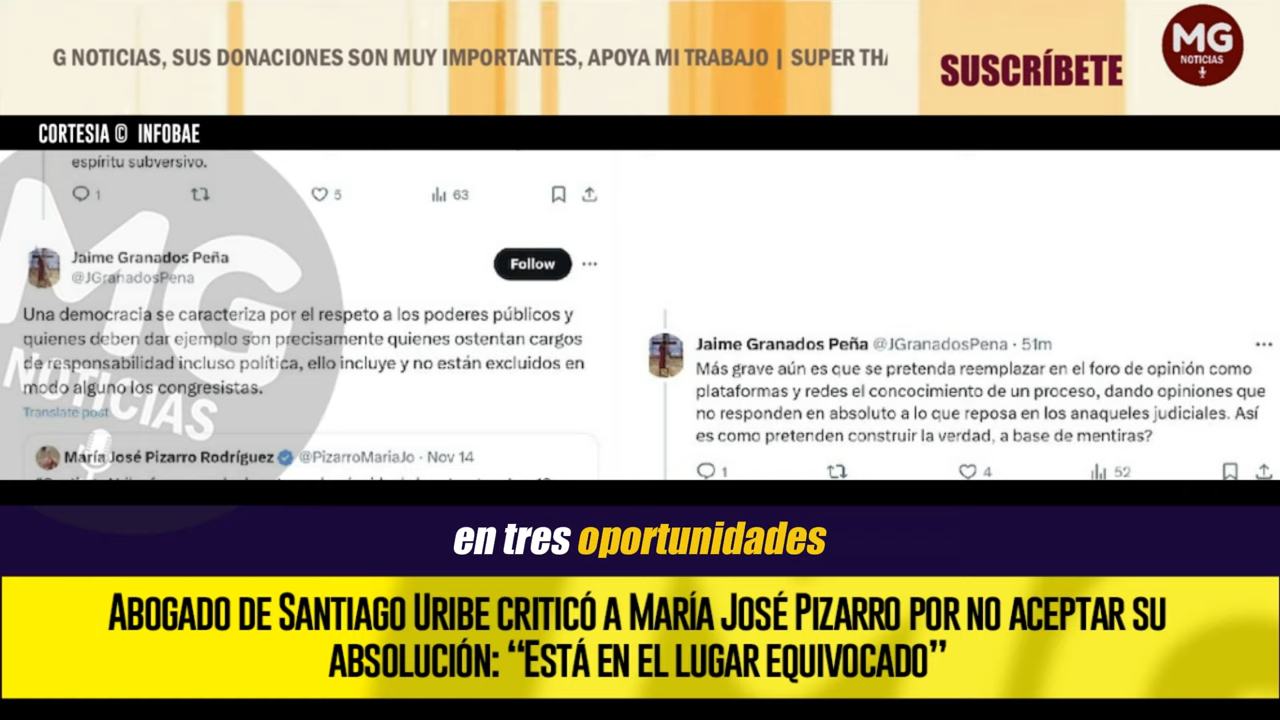 G NOTICIAS, SUS DONACIONES SON MUY IMPORTANTES, APOYA MI TRABAJO | SUPER THA
SUSCRÍBETE
MG
NOTICIAS
CORTESIA © INFOBAE
espíritu subversivo.
1 5 63
Jaime Granados Peña
@JGranadosPena
Follow
Una democracia se caracteriza por el respeto a los poderes públicos y
quienes deben dar ejemplo son precisamente quienes ostentan cargos
de responsabilidad incluso política, ello incluye y no están excluidos en
modo alguno los congresistas.
Translate post
María José Pizarro Rodríguez @PizarroMariaJo · Nov 14
MG
NOTICIAS
Jaime Granados Peña @JGranadosPena · 51m
Más grave aún es que se pretenda reemplazar en el foro de opinión como
plataformas y redes el concocimiento de un proceso, dando opiniones que
no responden en absoluto a lo que reposa en los anaqueles judiciales. Así
es como pretenden construir la verdad, a base de mentiras?
1 4 52
en tres oportunidades
ABOGADO DE SANTIAGO URIBE CRITICÓ A MARÍA JOSÉ PIZARRO POR NO ACEPTAR SU
ABSOLUCIÓN: “ESTÁ EN EL LUGAR EQUIVOCADO”